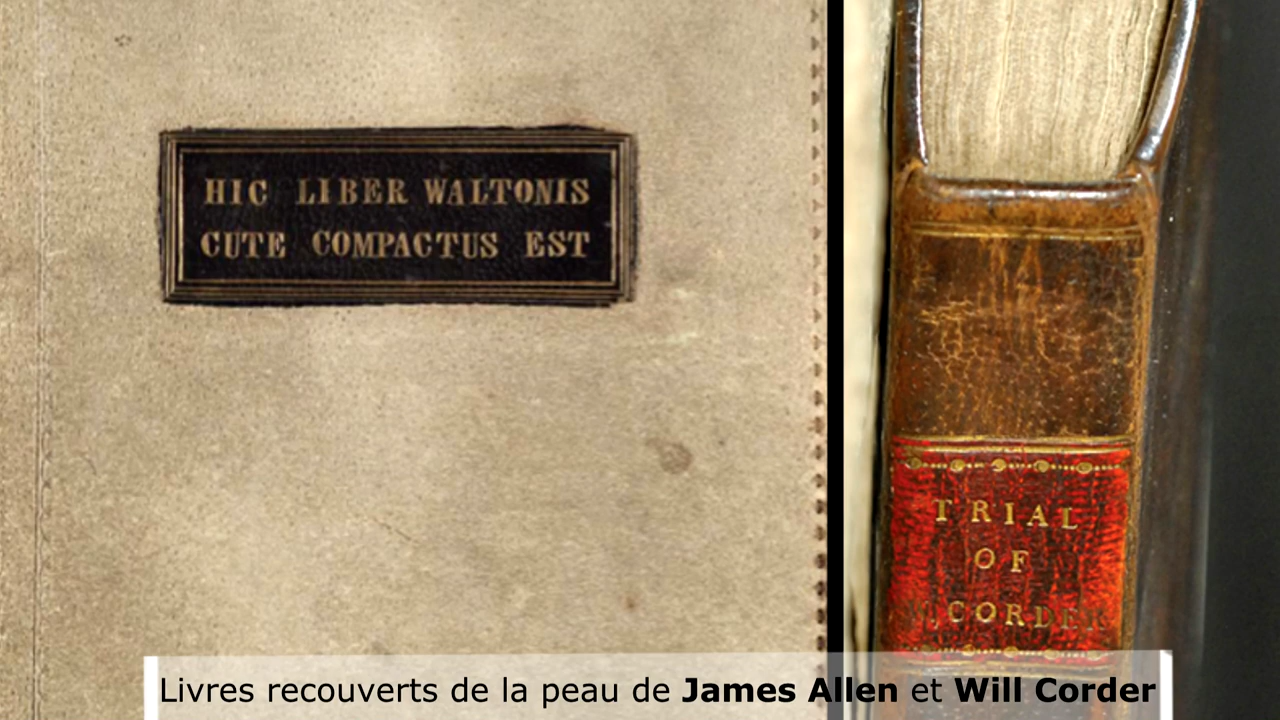 HIC LIBER WALTONIS
CUTE COMPACTUS EST
TRIAL
OF
W. CORDER
Livres recouverts de la peau de James Allen et Will Corder